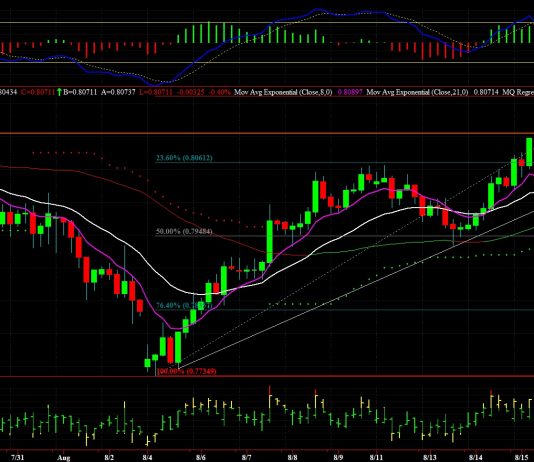 80434 C=0.80711 B=0.80711 A=0.80737 L=0.80711 -0.00325 -0.40% Mov Avg Exponential (Close,8,0) 0.80897 Mov Avg Exponential (Close,21,0) 0.80714 MQ Regre
23.60% (0.80612)
50.00% (0.79484)
76.40%
100.00% (0.77349)
7/31 Aug 8/2 8/4 8/6 8/7 8/8 8/9 8/11 8/13 8/14 8/15